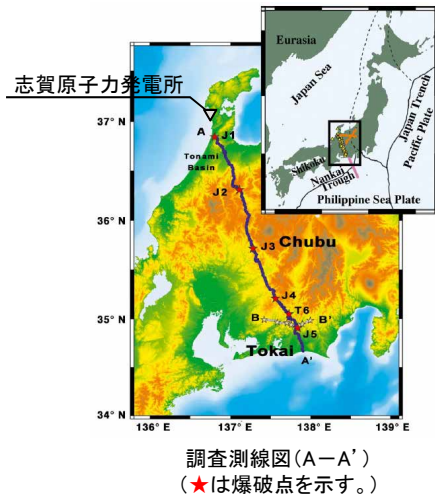 志賀原子力発電所
Eurasia
Japan Sea
Japan Trench
Pacific Plate
Shikoku
Nankai
Trough
Philippine Sea Plate
37° N
A
J1
Tonami
Basin
J2
36° N
J3
Chubu
J4
T6
B
B'
35° N
J5
Tokai
A'
34° N
136° E
137° E
138° E
139° E
調査測線図(A－A')
(★は爆破点を示す。)